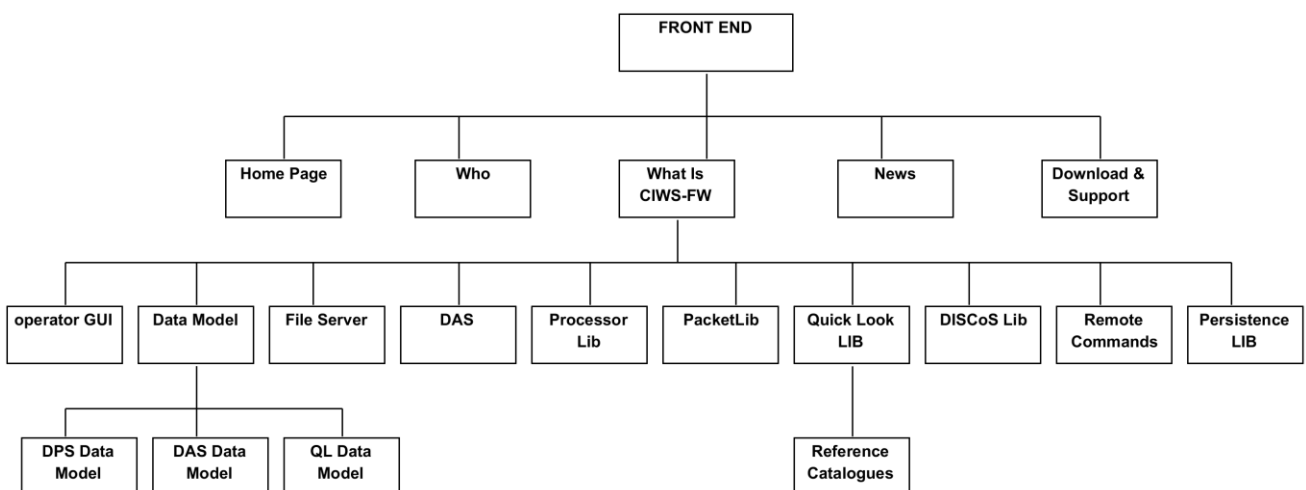 FRONT END
Home Page
Who
What Is
CIWS-FW
News
Download &
Support
operator GUI
Data Model
File Server
DAS
Processor
Lib
PacketLib
Quick Look
LIB
DISCoS Lib
Remote
Commands
Persistence
LIB
DPS Data
Model
DAS Data
Model
QL Data
Model
Reference
Catalogues